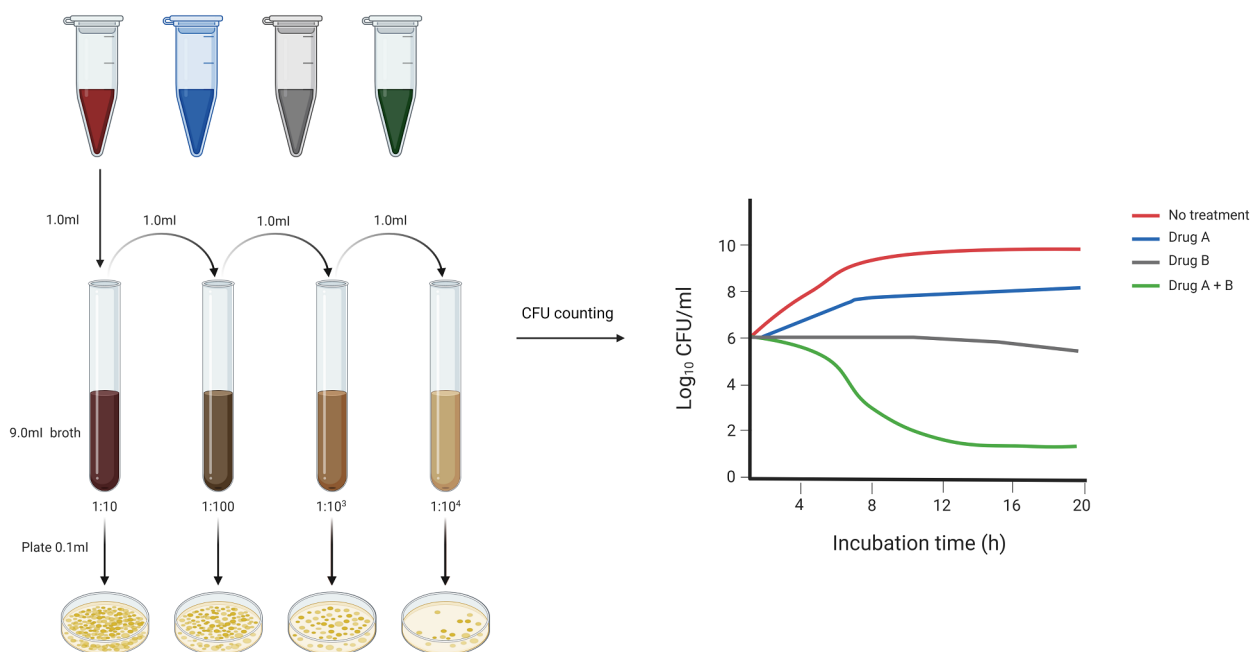 1.0ml
1.0ml
1.0ml
1.0ml
9.0ml broth
1:10
1:100
1:10³
1:10⁴
Plate 0.1ml
CFU counting
Log₁₀ CFU/ml
10
8
6
4
2
0
4
8
12
16
20
Incubation time (h)
No treatment
Drug A
Drug B
Drug A + B